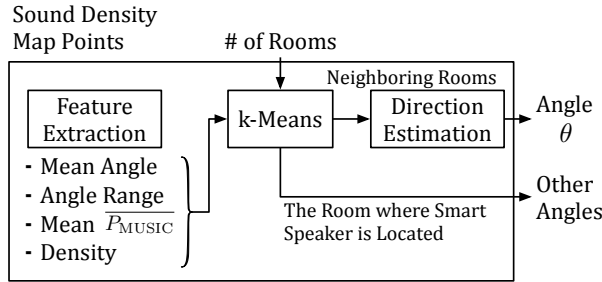 Sound Density
Map Points
# of Rooms
Neighboring Rooms
Feature
Extraction
k-Means
Direction
Estimation
Angle
θ
- Mean Angle
- Angle Range
- Mean P_MUSIC
- Density
Other
Angles
The Room where Smart
Speaker is Located